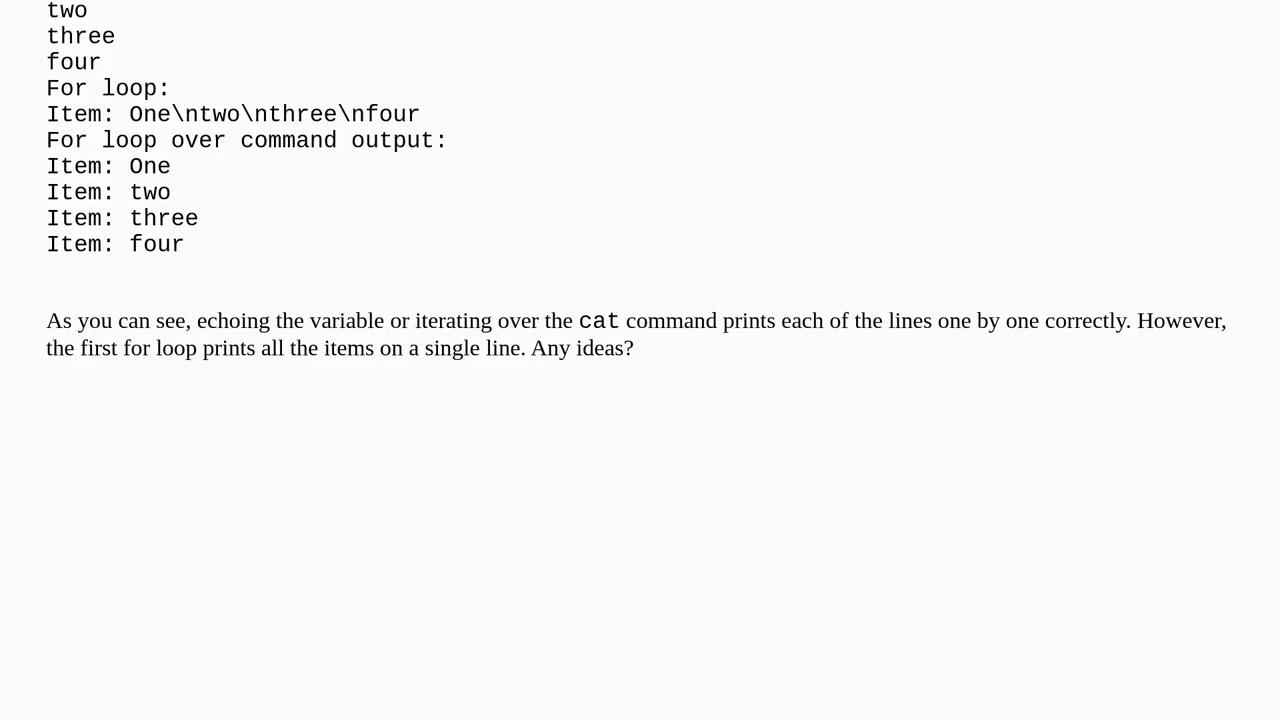 two
three
four
For loop:
Item: One\ntwo\nthree\nfour
For loop over command output:
Item: One
Item: two
Item: three
Item: four
As you can see, echoing the variable or iterating over the cat command prints each of the lines one by one correctly. However,
the first for loop prints all the items on a single line. Any ideas?